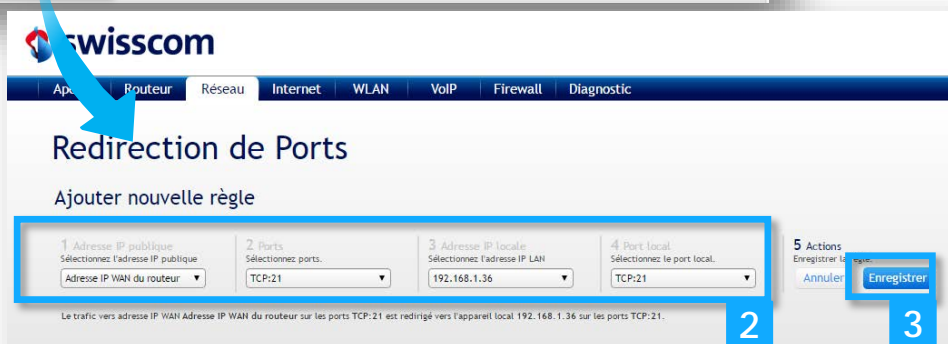 swisscom
Réseau Internet WLAN VoIP Firewall Diagnostic
Redirection de Ports
Ajouter nouvelle règle
1 Adresse IP publique 2 Ports 3 Adresse IP locale 4 Port local 5 Actions
Sélectionnez l'adresse IP publique Sélectionnez ports. Sélectionnez l'adresse IP LAN Sélectionnez le port local. Enregistrer la règle.
Adresse IP WAN du routeur TCP:21 192.168.1.36 TCP:21 Annuler Enregistrer
Le trafic vers adresse IP WAN Adresse IP WAN du routeur sur les ports TCP:21 est redirigé vers l'appareil local 192.168.1.36 sur les ports TCP:21.
2 3